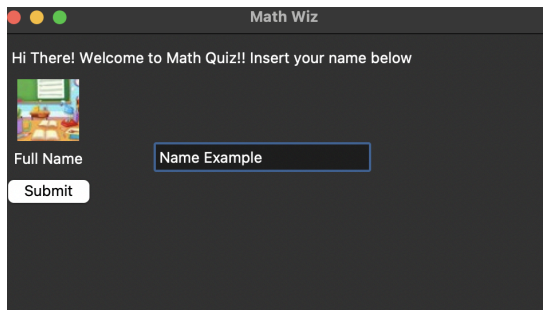 Math Wiz
Hi There! Welcome to Math Quiz!! Insert your name below
Full Name
Name Example
Submit